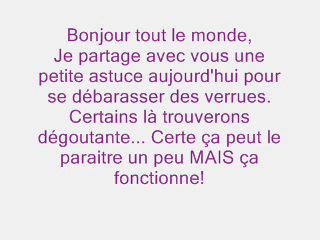 Bonjour tout le monde,
Je partage avec vous une
petite astuce aujourd'hui pour
se débarasser des verrues.
Certains là trouverons
dégoutante... Certe ça peut le
paraitre un peu MAIS ça
fonctionne!